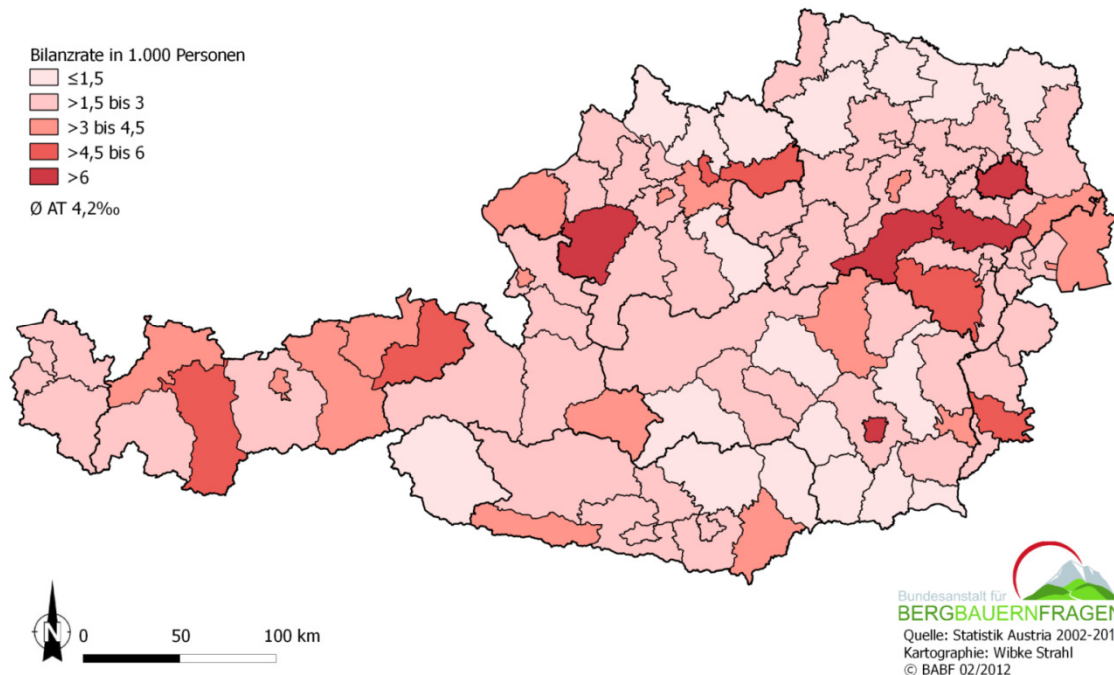 Bilanzrate in 1.000 Personen
≤1,5
>1,5 bis 3
>3 bis 4,5
>4,5 bis 6
>6
Ø AT 4,2‰
N
0 50 100 km
Bundesanstalt für
BERGBAUERNFRAGEN
Quelle: Statistik Austria 2002-201
Kartographie: Wibke Strahl
© BABF 02/2012